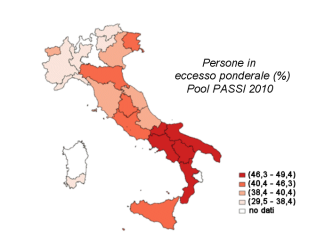 Persone in
eccesso ponderale (%)
Pool PASSI 2010
(46,3 - 49,4)
(40,4 - 46,3)
(38,4 - 40,4)
(29,5 - 38,4)
no dati